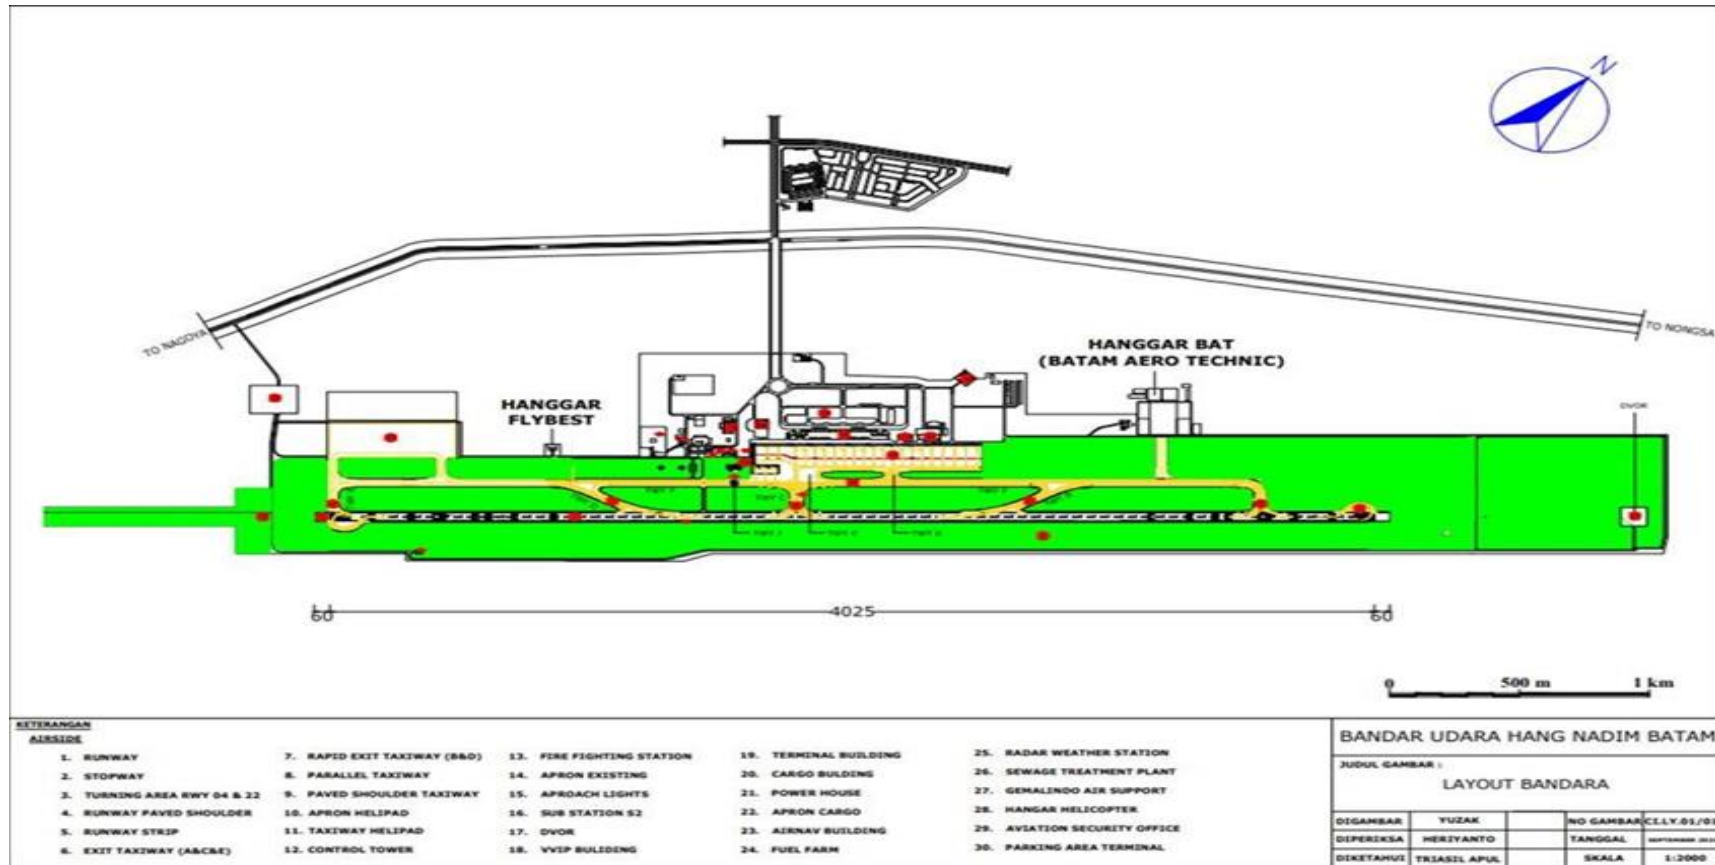 N
TO NAGOYA
TO NONGSA
HANGGAR BAT
(BATAM AERO TECHNIC)
HANGGAR
FLYBEST
DVOR
60
4025
60
0 500 m 1 km
KETERANGAN
AIRSIDE
1. RUNWAY
2. STOPWAY
3. TURNING AREA RWY 04 & 22
4. RUNWAY PAVED SHOULDER
5. RUNWAY STRIP
6. EXIT TAXIWAY (A&C&E)
7. RAPID EXIT TAXIWAY (B&D)
8. PARALLEL TAXIWAY
9. PAVED SHOULDER TAXIWAY
10. APRON HELIPAD
11. TAXIWAY HELIPAD
12. CONTROL TOWER
13. FIRE FIGHTING STATION
14. APRON EXISTING
15. APROACH LIGHTS
16. SUB STATION S2
17. DVOR
18. VVIP BULIDING
19. TERMINAL BUILDING
20. CARGO BULDING
21. POWER HOUSE
22. APRON CARGO
23. AIRNAV BUILDING
24. FUEL FARM
25. RADAR WEATHER STATION
26. SEWAGE TREATMENT PLANT
27. GEMALINDO AIR SUPPORT
28. HANGAR HELICOPTER
29. AVIATION SECURITY OFFICE
30. PARKING AREA TERMINAL
BANDAR UDARA HANG NADIM BATAM
JUDUL GAMBAR :
LAYOUT BANDARA
DIGAMBAR YUZAK NO GAMBAR
DIPERIKSA HERIYANTO TANGGAL SEPTEMBER
DIKETAHUI TRIASIL APUL SKALA 1:2000